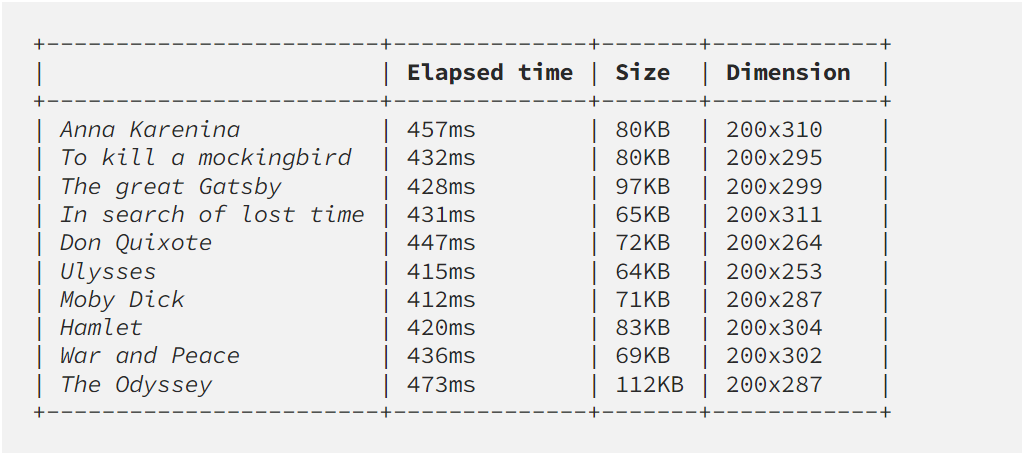 +------------------------+--------------+-------+------------+
|                        | Elapsed time | Size  | Dimension  |
+------------------------+--------------+-------+------------+
| Anna Karenina          | 457ms        | 80KB  | 200x310    |
| To kill a mockingbird  | 432ms        | 80KB  | 200x295    |
| The great Gatsby       | 428ms        | 97KB  | 200x299    |
| In search of lost time | 431ms        | 65KB  | 200x311    |
| Don Quixote            | 447ms        | 72KB  | 200x264    |
| Ulysses                | 415ms        | 64KB  | 200x253    |
| Moby Dick              | 412ms        | 71KB  | 200x287    |
| Hamlet                 | 420ms        | 83KB  | 200x304    |
| War and Peace          | 436ms        | 69KB  | 200x302    |
| The Odyssey            | 473ms        | 112KB | 200x287    |
+------------------------+--------------+-------+------------+